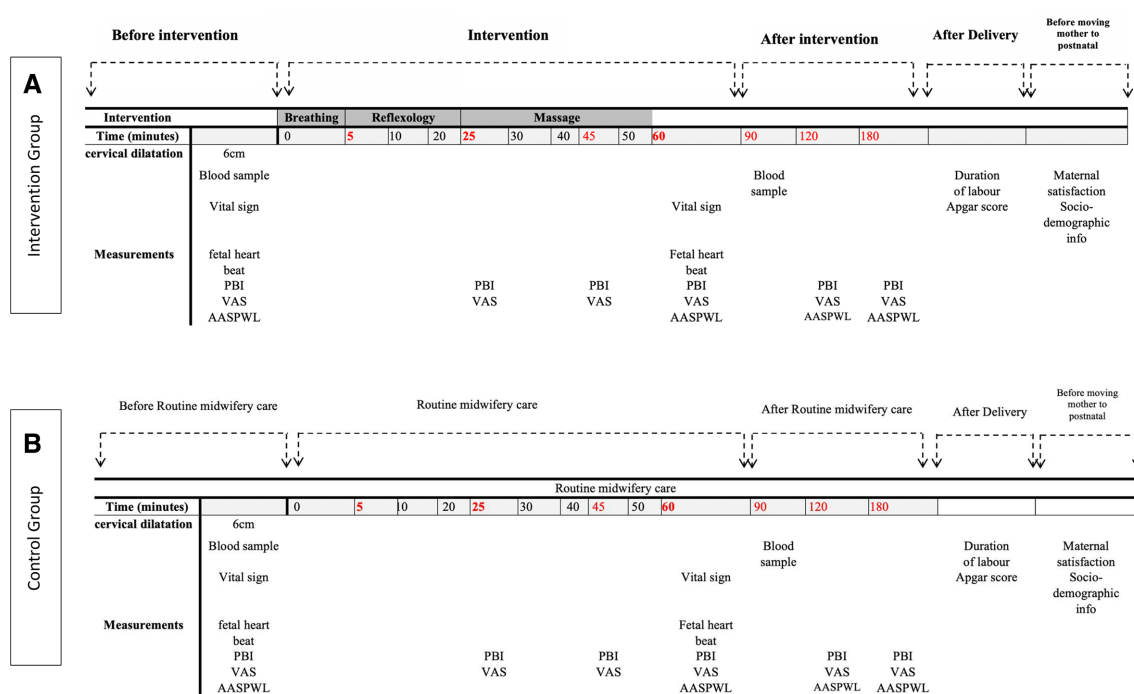 Before intervention Intervention After intervention After Delivery Before moving
mother to
postnatal
A
Intervention Group
Intervention Breathing Reflexology Massage
Time (minutes) 0 5 10 20 25 30 40 45 50 60 90 120 180
cervical dilatation 6cm
Blood sample Blood Duration Maternal
sample of labour satisfaction
Vital sign Vital sign Apgar score Socio-
demographic
info
Measurements fetal heart Fetal heart
beat beat
PBI PBI PBI PBI PBI PBI
VAS VAS VAS VAS VAS VAS
AASPWL AASPWL AASPWL AASPWL
Before Routine midwifery care Routine midwifery care After Routine midwifery care After Delivery Before moving
mother to
postnatal
B
Control Group
Routine midwifery care
Time (minutes) 0 5 10 20 25 30 40 45 50 60 90 120 180
cervical dilatation 6cm
Blood sample Blood Duration Maternal
sample of labour satisfaction
Vital sign Vital sign Apgar score Socio-
demographic
info
Measurements fetal heart Fetal heart
beat beat
PBI PBI PBI PBI PBI PBI
VAS VAS VAS VAS VAS VAS
AASPWL AASPWL AASPWL AASPWL